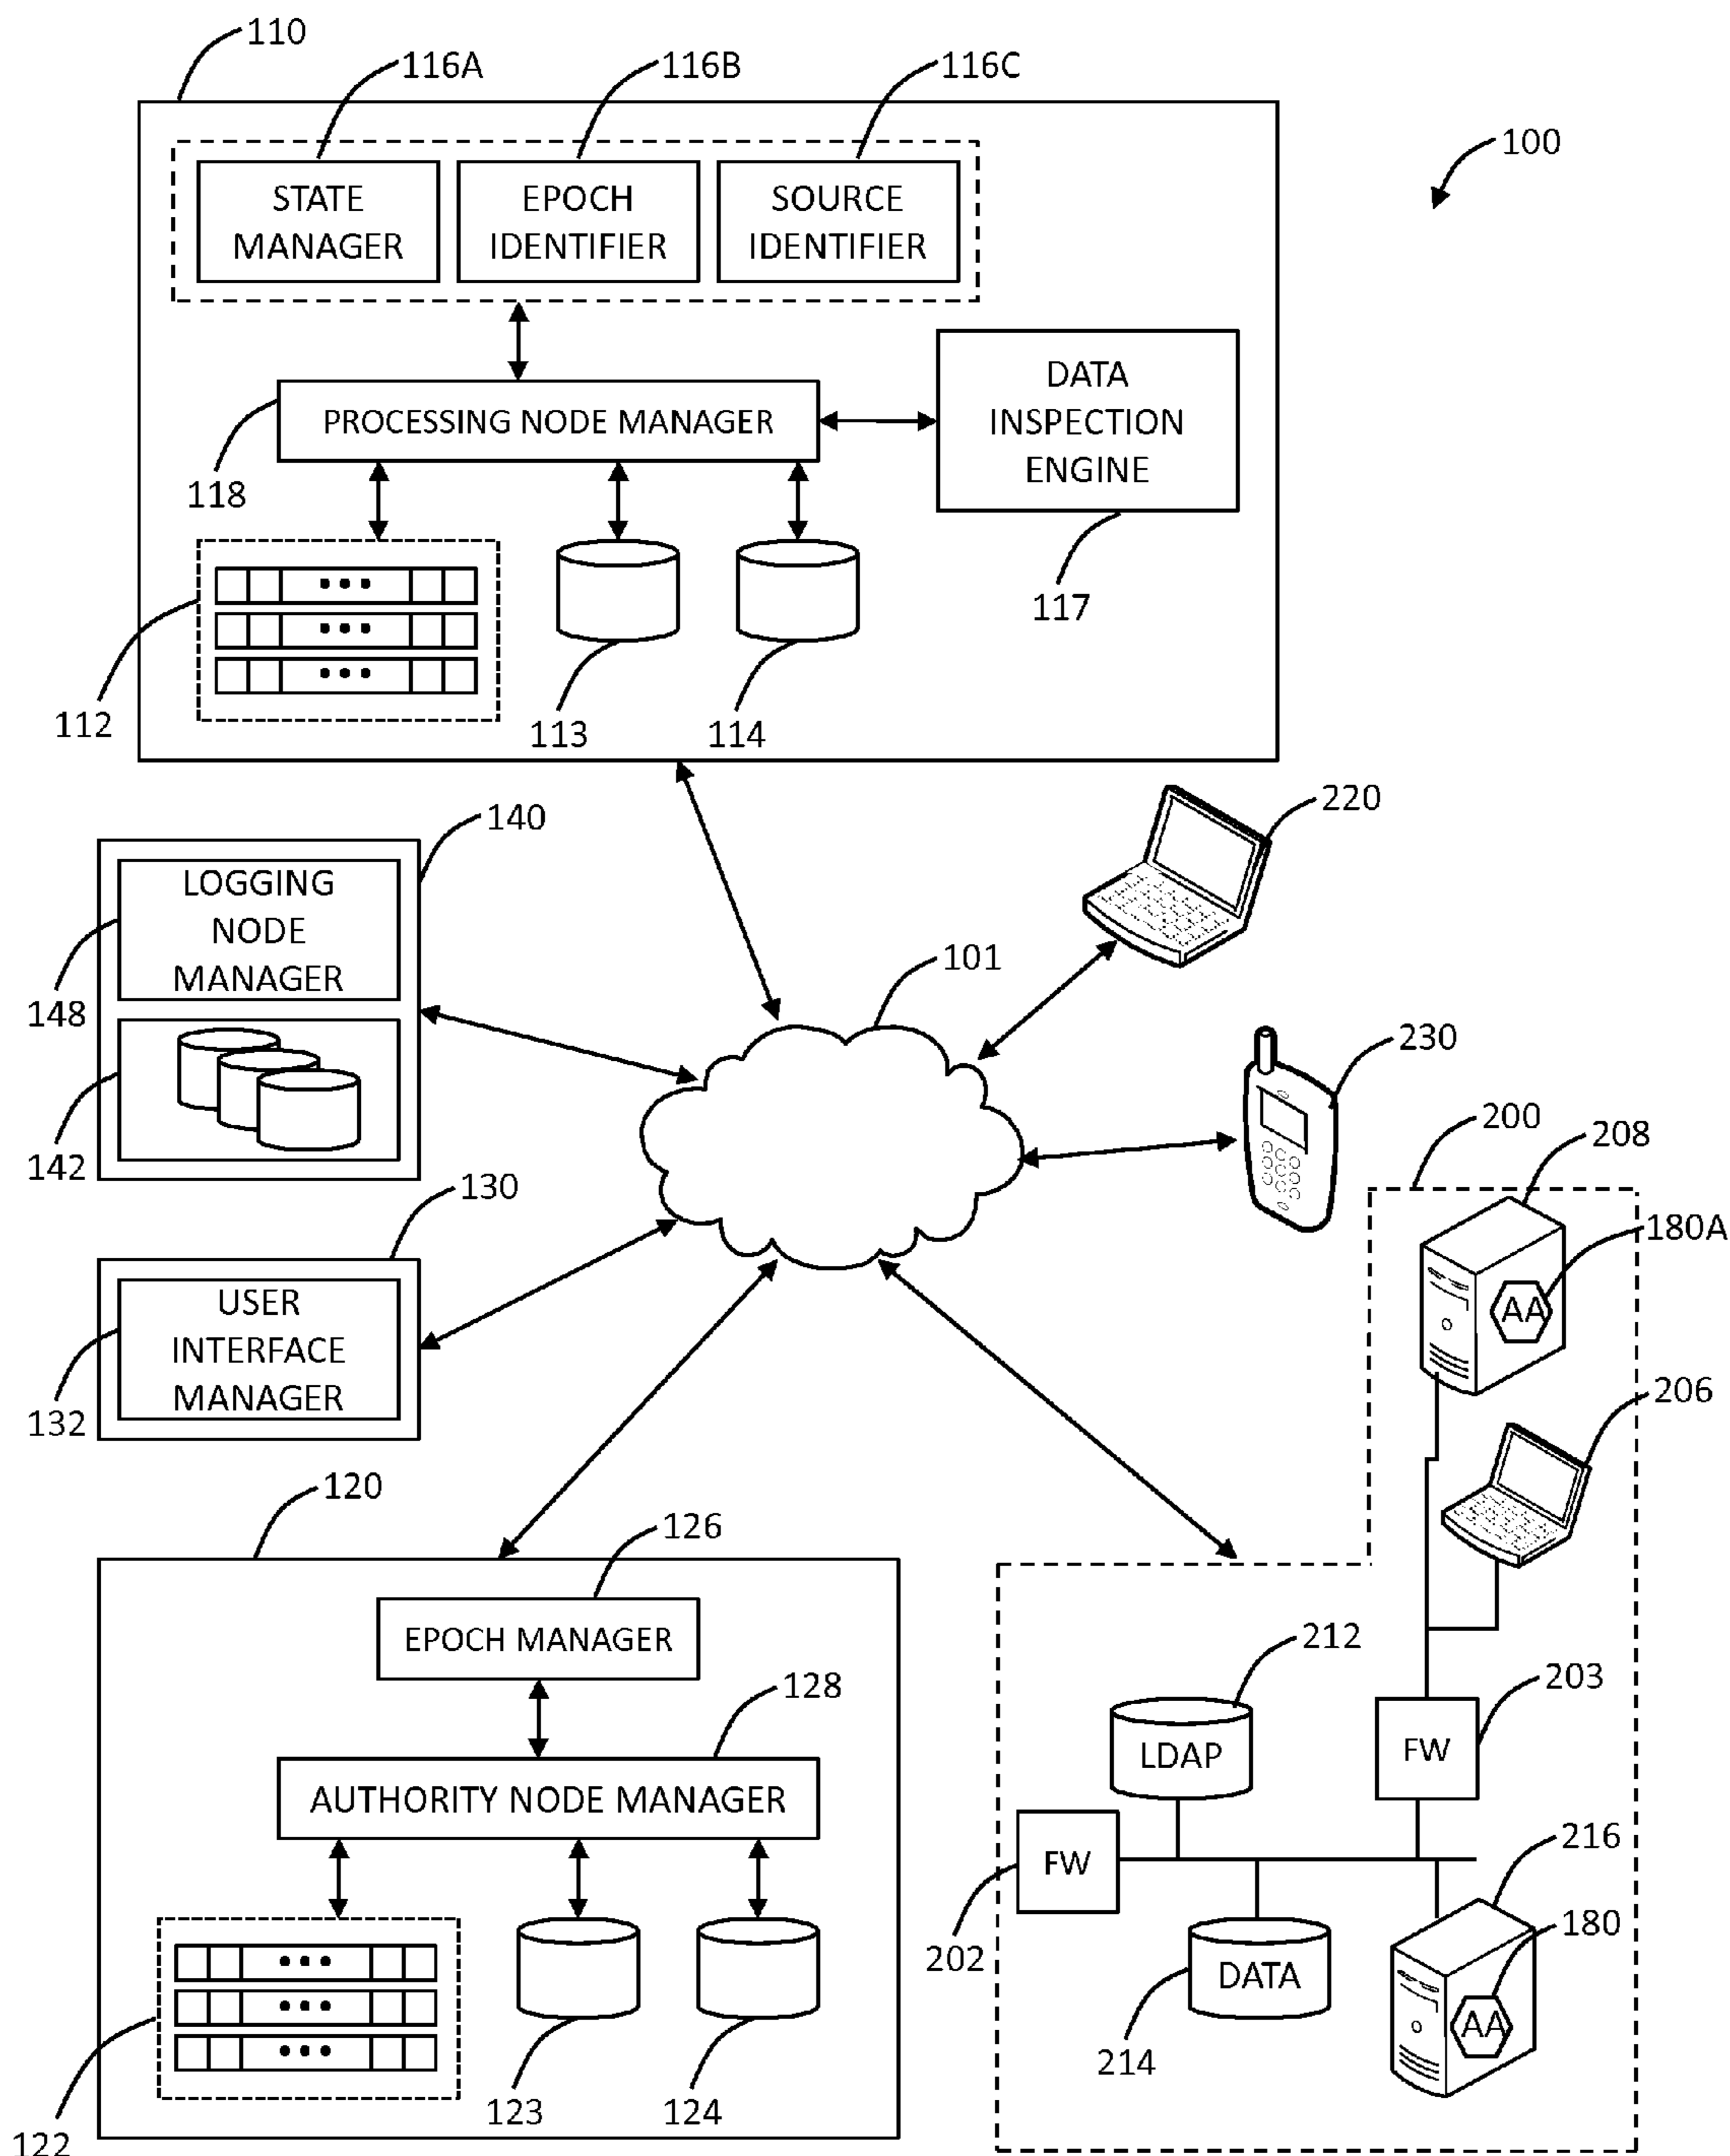 110
116A
116B
116C
100
STATE
MANAGER
EPOCH
IDENTIFIER
SOURCE
IDENTIFIER
PROCESSING NODE MANAGER
DATA
INSPECTION
ENGINE
118
117
112
113
114
220
140
LOGGING
NODE
MANAGER
148
101
142
230
200
208
180A
AA
130
USER
INTERFACE
MANAGER
132
206
120
126
EPOCH MANAGER
128
AUTHORITY NODE MANAGER
212
LDAP
203
FW
FW
202
216
180
AA
DATA
214
123
124
122